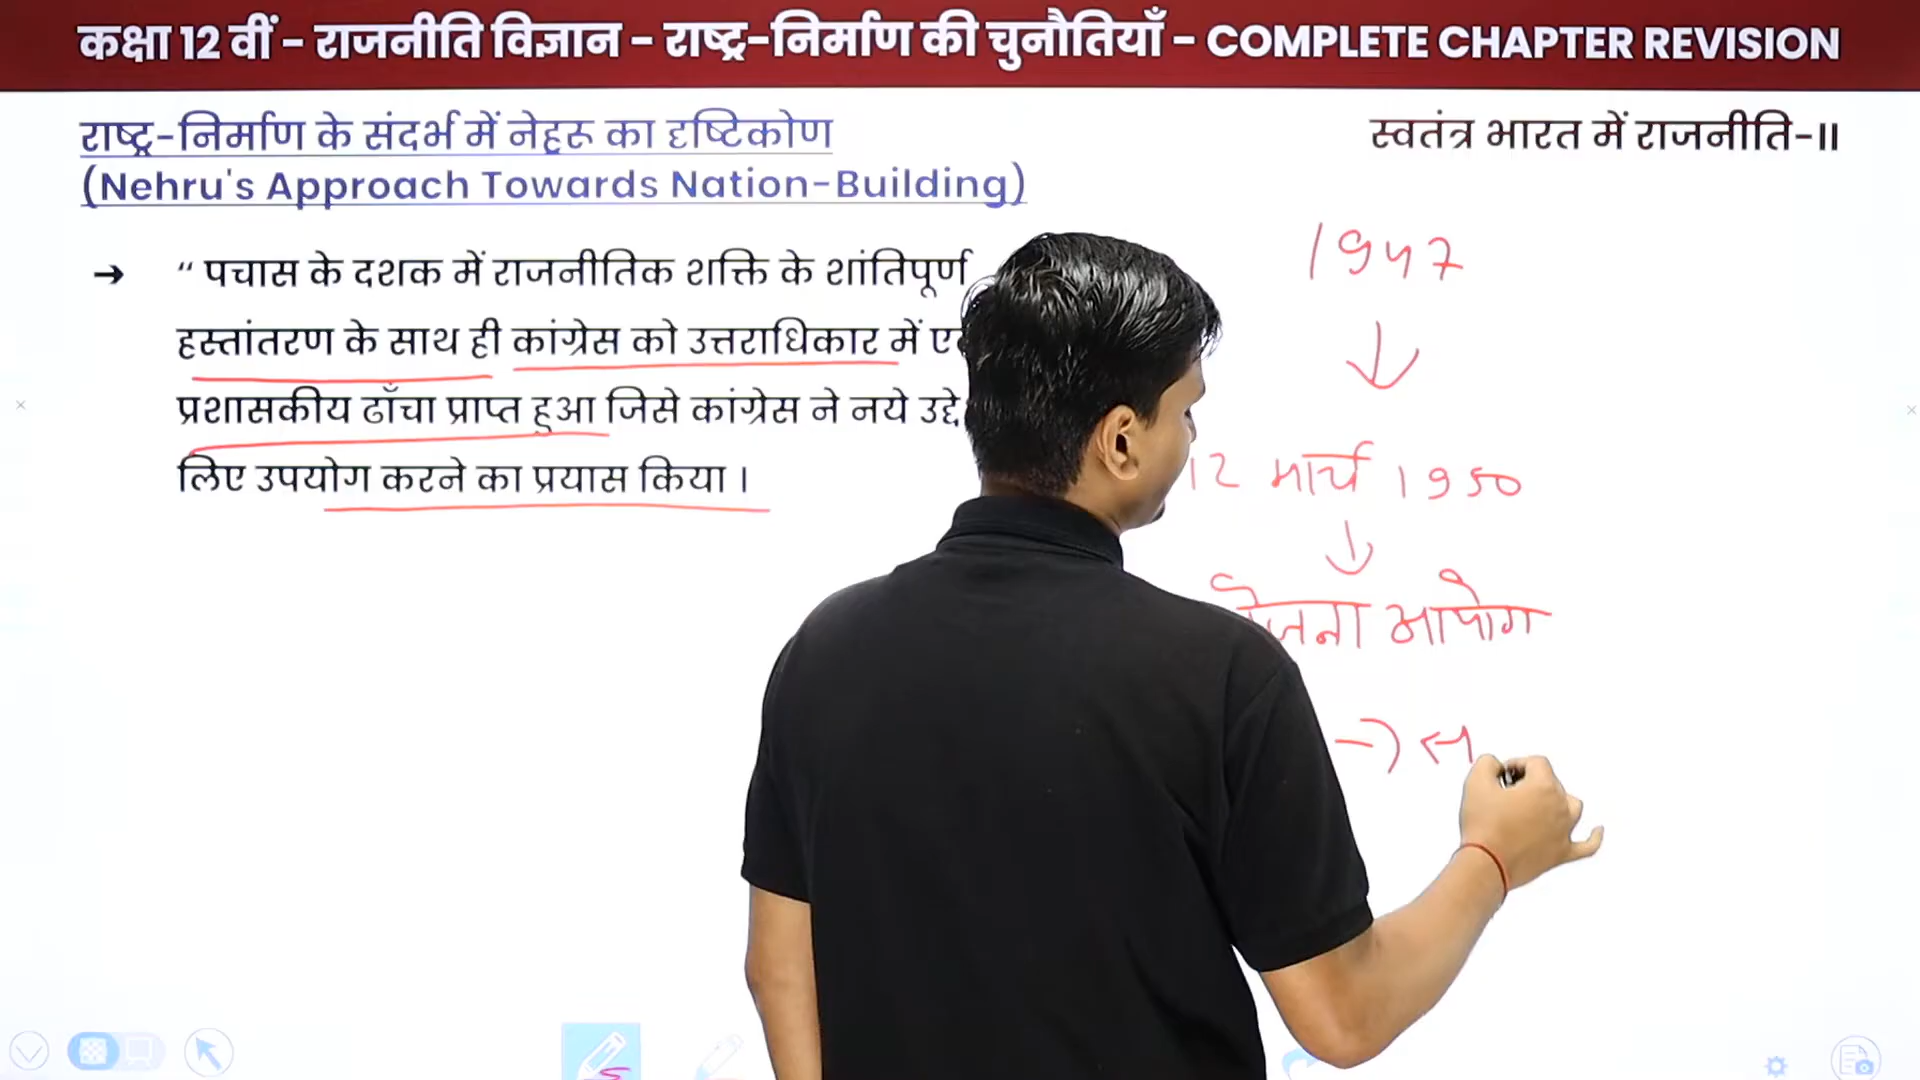 कक्षा 12 वीं - राजनीति विज्ञान - राष्ट्र-निर्माण की चुनौतियाँ - COMPLETE CHAPTER REVISION
राष्ट्र-निर्माण के संदर्भ में नेहरू का दृष्टिकोण
(Nehru's Approach Towards Nation-Building)
स्वतंत्र भारत में राजनीति-II
→ “ पचास के दशक में राजनीतिक शक्ति के शांतिपूर्ण
हस्तांतरण के साथ ही कांग्रेस को उत्तराधिकार में
प्रशासकीय ढाँचा प्राप्त हुआ जिसे कांग्रेस ने नये
लिए उपयोग करने का प्रयास किया ।
1947
↓
12 मार्च 1950
↓
योजना आयोग